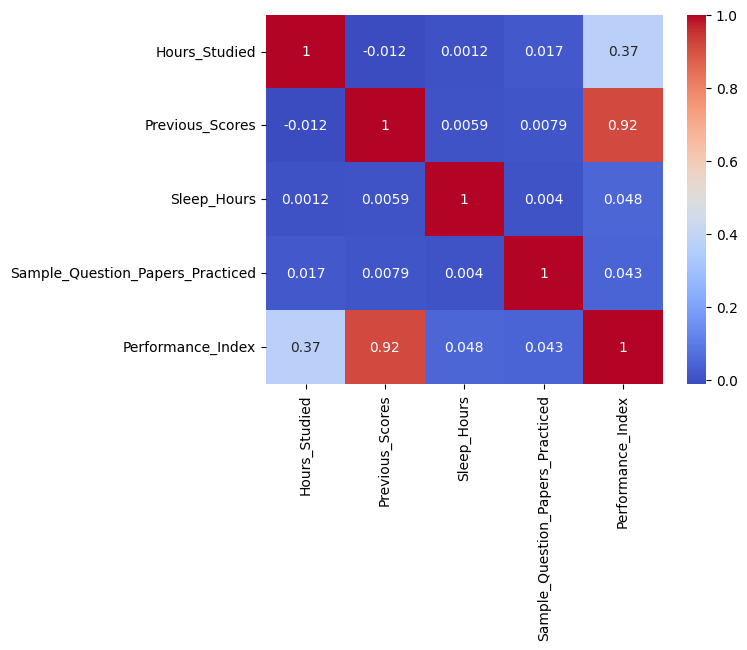 Hours_Studied 1 -0.012 0.0012 0.017 0.37
Previous_Scores -0.012 1 0.0059 0.0079 0.92
Sleep_Hours 0.0012 0.0059 1 0.004 0.048
Sample_Question_Papers_Practiced 0.017 0.0079 0.004 1 0.043
Performance_Index 0.37 0.92 0.048 0.043 1
Hours_Studied
Previous_Scores
Sleep_Hours
Sample_Question_Papers_Practiced
Performance_Index
1.0
0.8
0.6
0.4
0.2
0.0